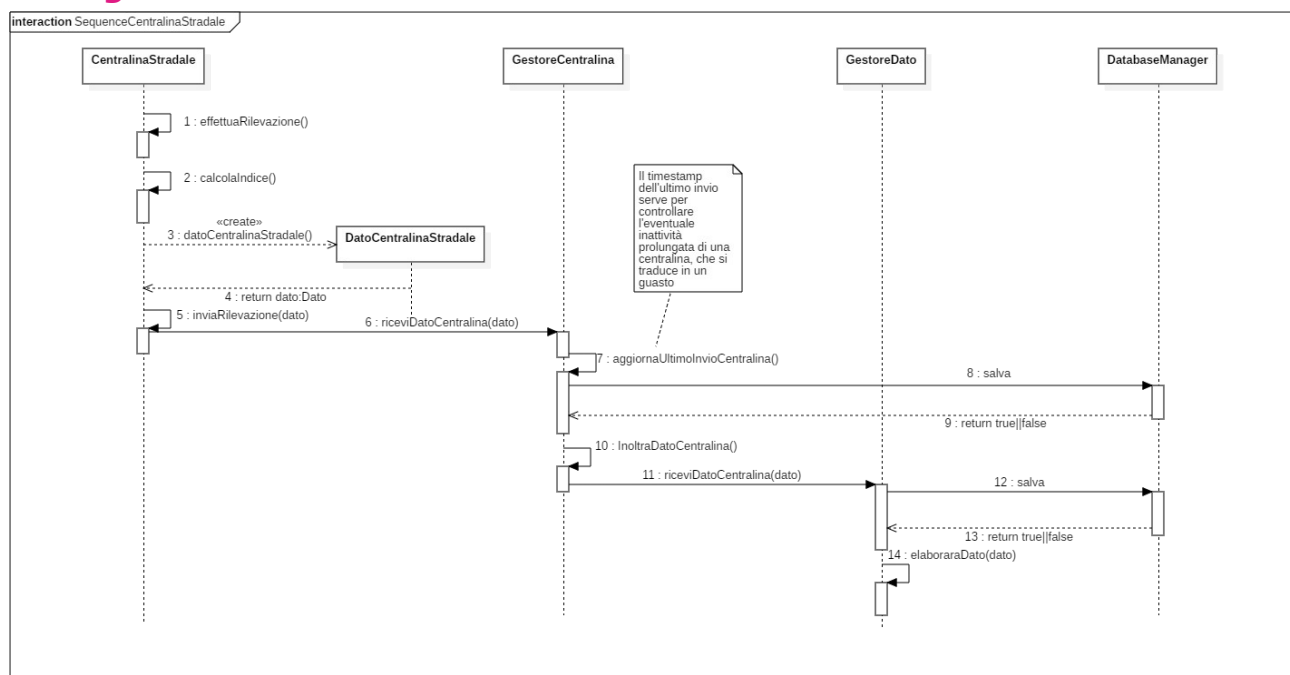 interaction SequenceCentralinaStradale
CentralinaStradale
GestoreCentralina
GestoreDato
DatabaseManager
1 : effettuaRilevazione()
2 : calcolaIndice()
«create»
3 : datoCentralinaStradale()
DatoCentralinaStradale
Il timestamp
dell'ultimo invio
serve per
controllare
l'eventuale
inattività
prolungata di una
centralina, che si
traduce in un
guasto
4 : return dato:Dato
5 : inviaRilevazione(dato)
6 : riceviDatoCentralina(dato)
7 : aggiornaUltimoInvioCentralina()
8 : salva
9 : return true||false
10 : InoltraDatoCentralina()
11 : riceviDatoCentralina(dato)
12 : salva
13 : return true||false
14 : elaboraraDato(dato)